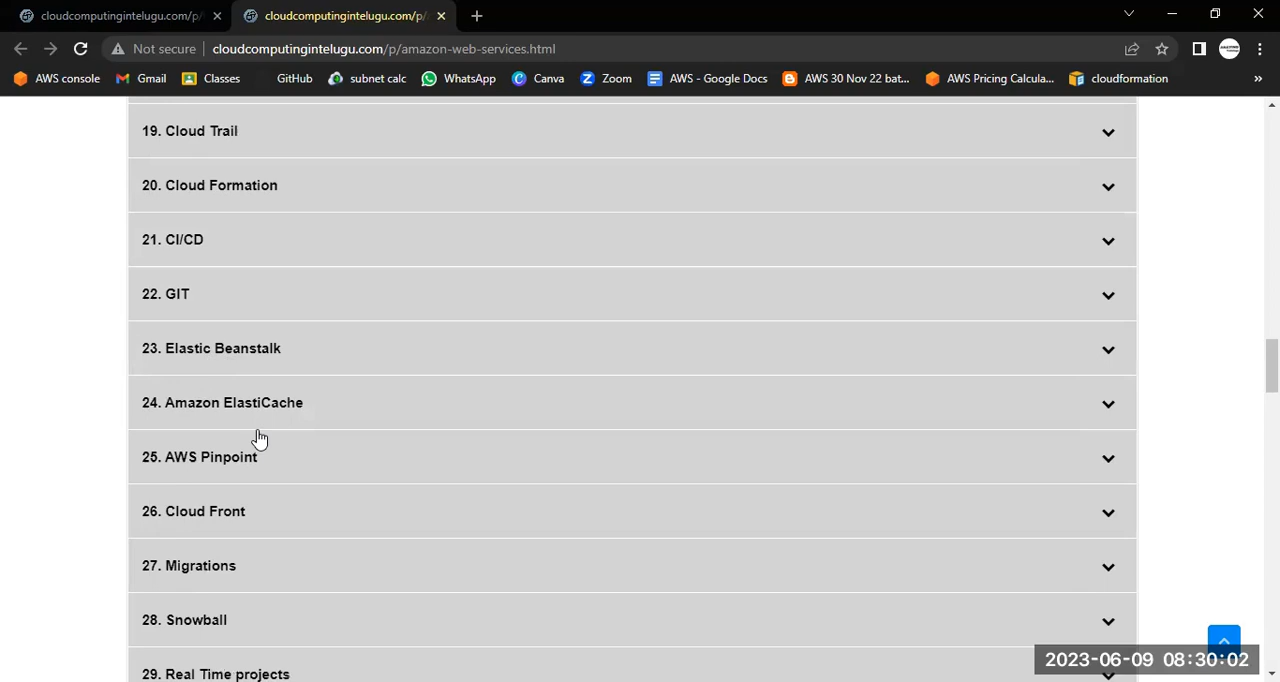 cloudcomputingintelugu.com/p/
cloudcomputingintelugu.com/p/
Not secure cloudcomputingintelugu.com/p/amazon-web-services.html
AWS console Gmail Classes GitHub subnet calc WhatsApp Canva Zoom AWS - Google Docs AWS 30 Nov 22 bat... AWS Pricing Calcula... cloudformation »
19. Cloud Trail
20. Cloud Formation
21. CI/CD
22. GIT
23. Elastic Beanstalk
24. Amazon ElastiCache
25. AWS Pinpoint
26. Cloud Front
27. Migrations
28. Snowball
29. Real Time projects
2023-06-09 08:30:02